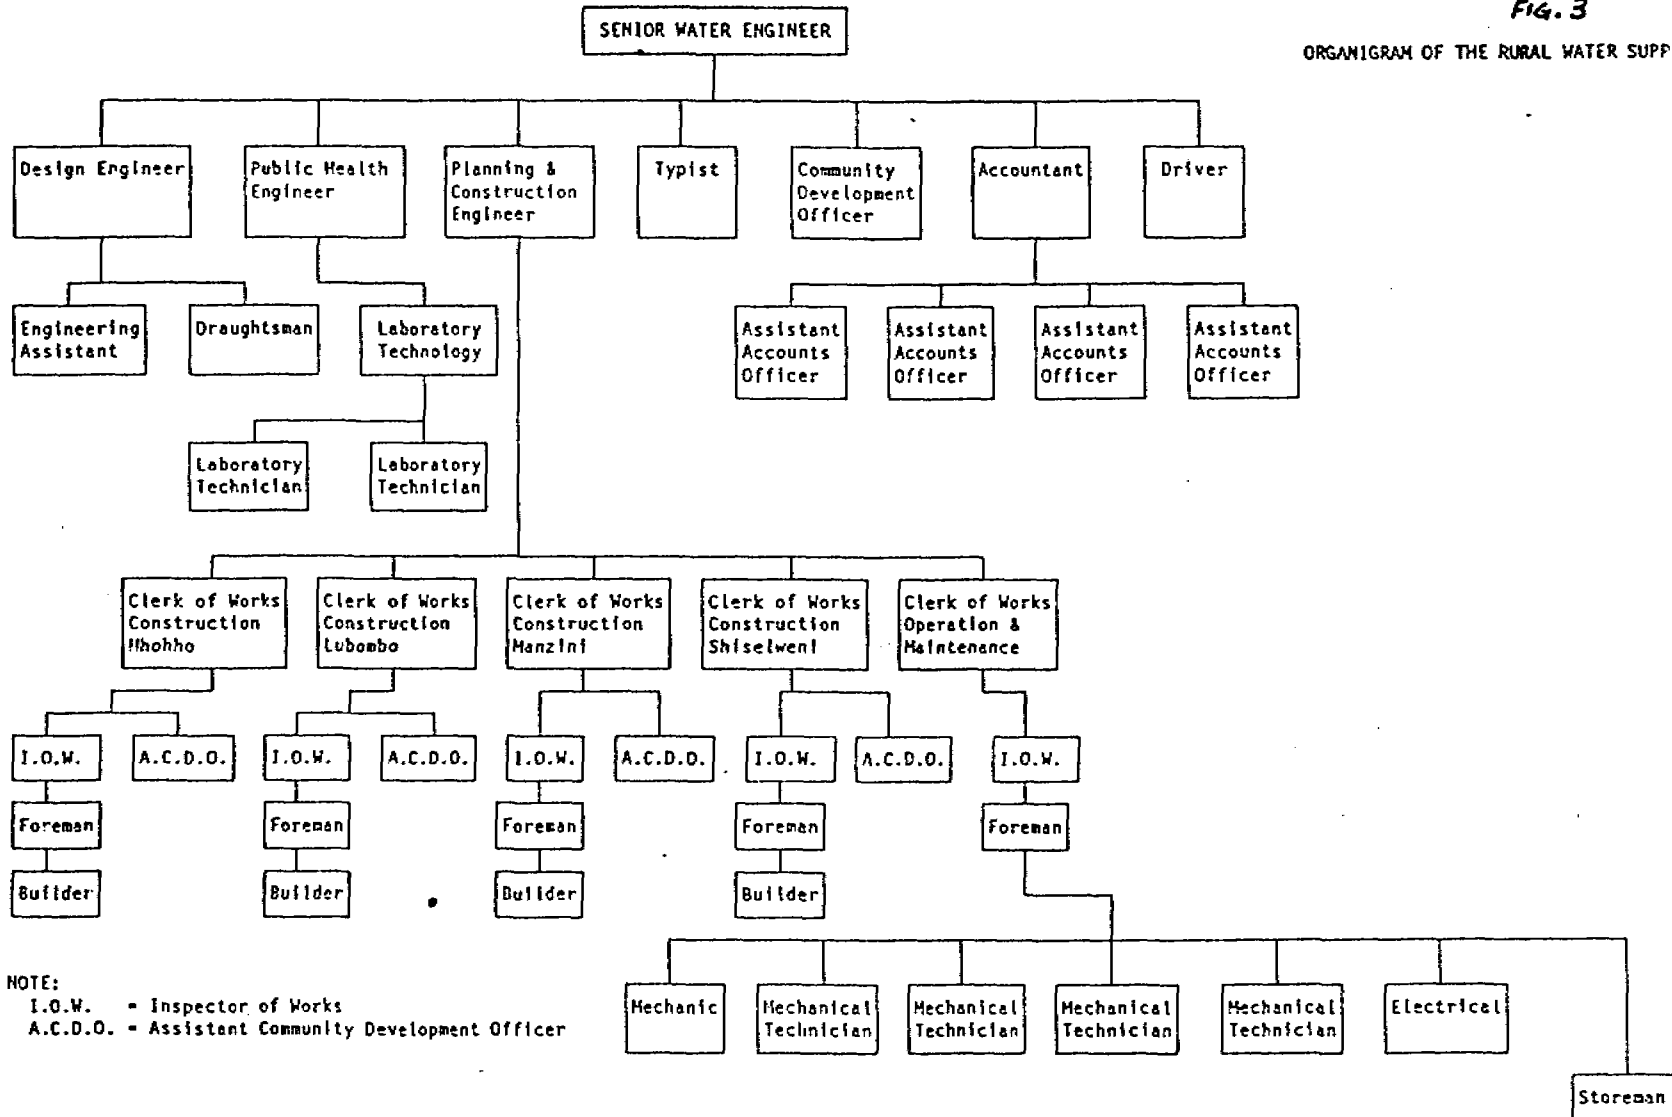 FIG. 3
ORGANIGRAM OF THE RURAL WATER SUPP
SENIOR WATER ENGINEER
Design Engineer
Public Health
Engineer
Planning &
Construction
Engineer
Typist
Community
Development
Officer
Accountant
Driver
Engineering
Assistant
Draughtsman
Laboratory
Technology
Assistant
Accounts
Officer
Assistant
Accounts
Officer
Assistant
Accounts
Officer
Assistant
Accounts
Officer
Laboratory
Technician
Laboratory
Technician
Clerk of Works
Construction
Hhohho
Clerk of Works
Construction
Lubombo
Clerk of Works
Construction
Manzini
Clerk of Works
Construction
Shiselweni
Clerk of Works
Operation &
Maintenance
I.O.W.
A.C.D.O.
I.O.W.
A.C.D.O.
I.O.W.
A.C.D.O.
I.O.W.
A.C.D.O.
I.O.W.
Foreman
Foreman
Foreman
Foreman
Foreman
Builder
Builder
Builder
Builder
NOTE:
I.O.W. = Inspector of Works
A.C.D.O. = Assistant Community Development Officer
Mechanic
Mechanical
Technician
Mechanical
Technician
Mechanical
Technician
Mechanical
Technician
Electrical
Storeman